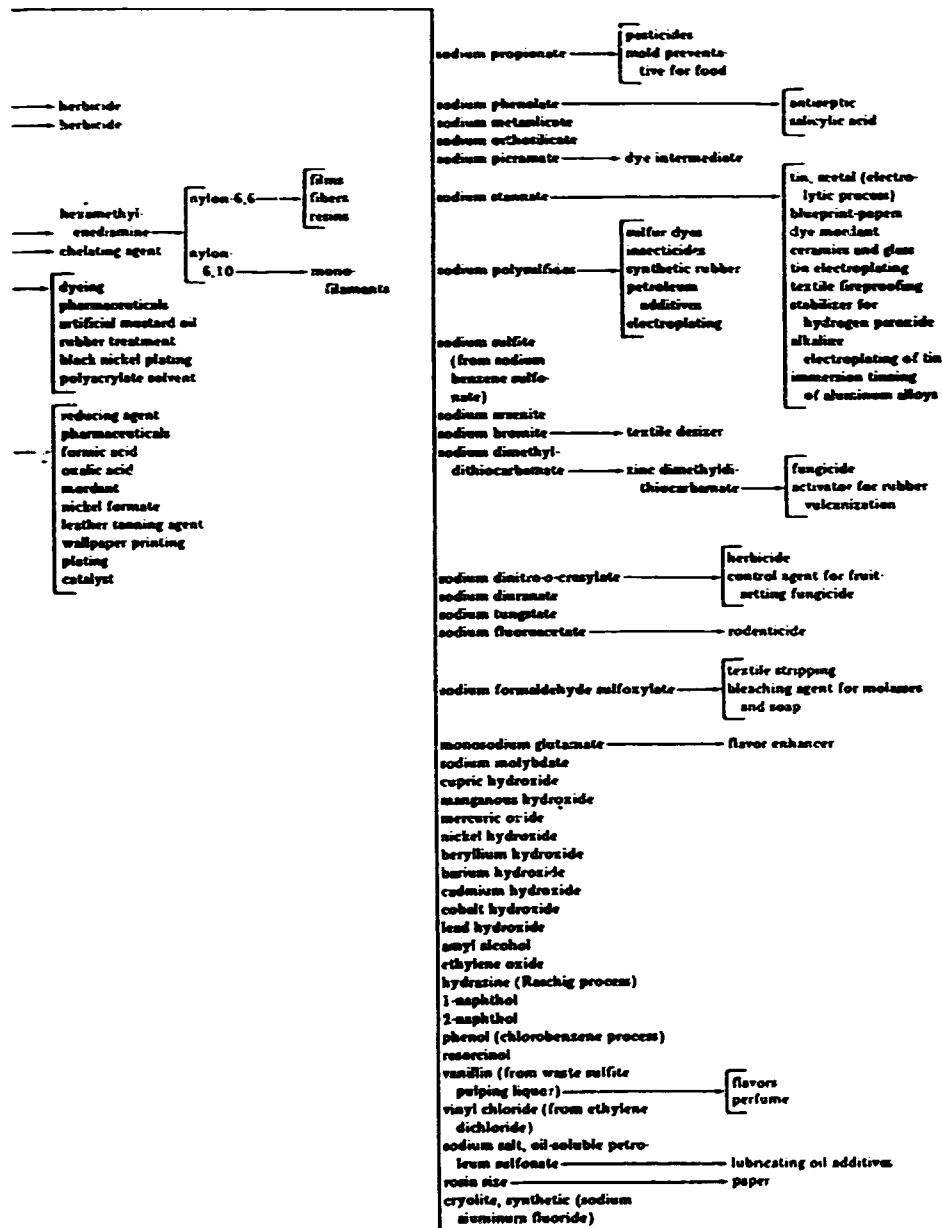 herbicide
herbicide
hexamethyl-
enediamine
chelating agent
nylon-6,6
films
fibers
resins
nylon-
6,10
mono-
filaments
dyeing
pharmaceuticals
artificial mustard oil
rubber treatment
black nickel plating
polyacrylate solvent
reducing agent
pharmaceuticals
formic acid
oxalic acid
mordant
nickel formate
leather tanning agent
wallpaper printing
plating
catalyst
sodium propionate
pesticides
mold preventa-
tive for food
sodium phenolate
antiseptic
salicylic acid
sodium metasilicate
sodium orthosilicate
sodium picramate
dye intermediate
sodium stannate
tin, acetal (electro-
lytic process)
blueprint-papers
dye mordant
ceramics and glass
tin electroplating
textile fireproofing
stabilizer for
hydrogen peroxide
alkaline
electroplating of tin
immersion tinning
of aluminum alloys
sodium polysulfides
sulfur dyes
insecticides
synthetic rubber
petroleum
additives
electroplating
sodium sulfite
(from sodium
benzene sulfo-
nate)
sodium arsenite
sodium bromite
textile desizer
sodium dimethyl-
dithiocarbamate
zinc dimethyldi-
thiocarbamate
fungicide
activator for rubber
vulcanization
sodium dinitro-o-cresylate
herbicide
control agent for fruit-
setting fungicide
sodium diuranate
sodium tungstate
sodium fluoroacetate
rodenticide
sodium formaldehyde sulfoxylate
textile stripping
bleaching agent for molasses
and soap
monosodium glutamate
flavor enhancer
sodium molybdate
cupric hydroxide
manganous hydroxide
mercuric oxide
nickel hydroxide
beryllium hydroxide
barium hydroxide
cadmium hydroxide
cobalt hydroxide
lead hydroxide
amyl alcohol
ethylene oxide
hydrazine (Raschig process)
1-naphthol
2-naphthol
phenol (chlorobenzene process)
resorcinol
vanillin (from waste sulfite
pulping liquor)
flavors
perfume
vinyl chloride (from ethylene
dichloride)
sodium salt, oil-soluble petro-
leum sulfonate
lubricating oil additives
rosin size
paper
cryolite, synthetic (sodium
aluminum fluoride)